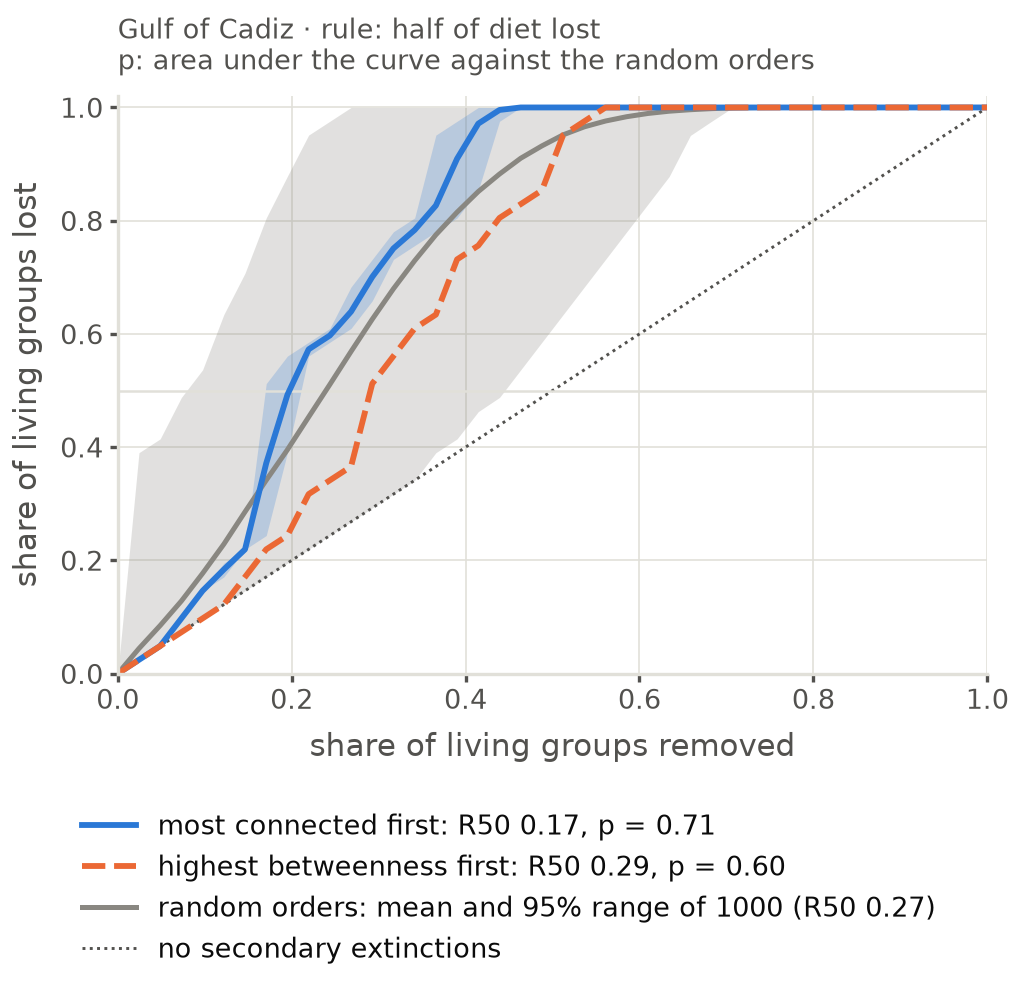 Gulf of Cadiz · rule: half of diet lost
p: area under the curve against the random orders
share of living groups lost
1.0
0.8
0.6
0.4
0.2
0.0
0.0 0.2 0.4 0.6 0.8 1.0
share of living groups removed
most connected first: R50 0.17, p = 0.71
highest betweenness first: R50 0.29, p = 0.60
random orders: mean and 95% range of 1000 (R50 0.27)
no secondary extinctions